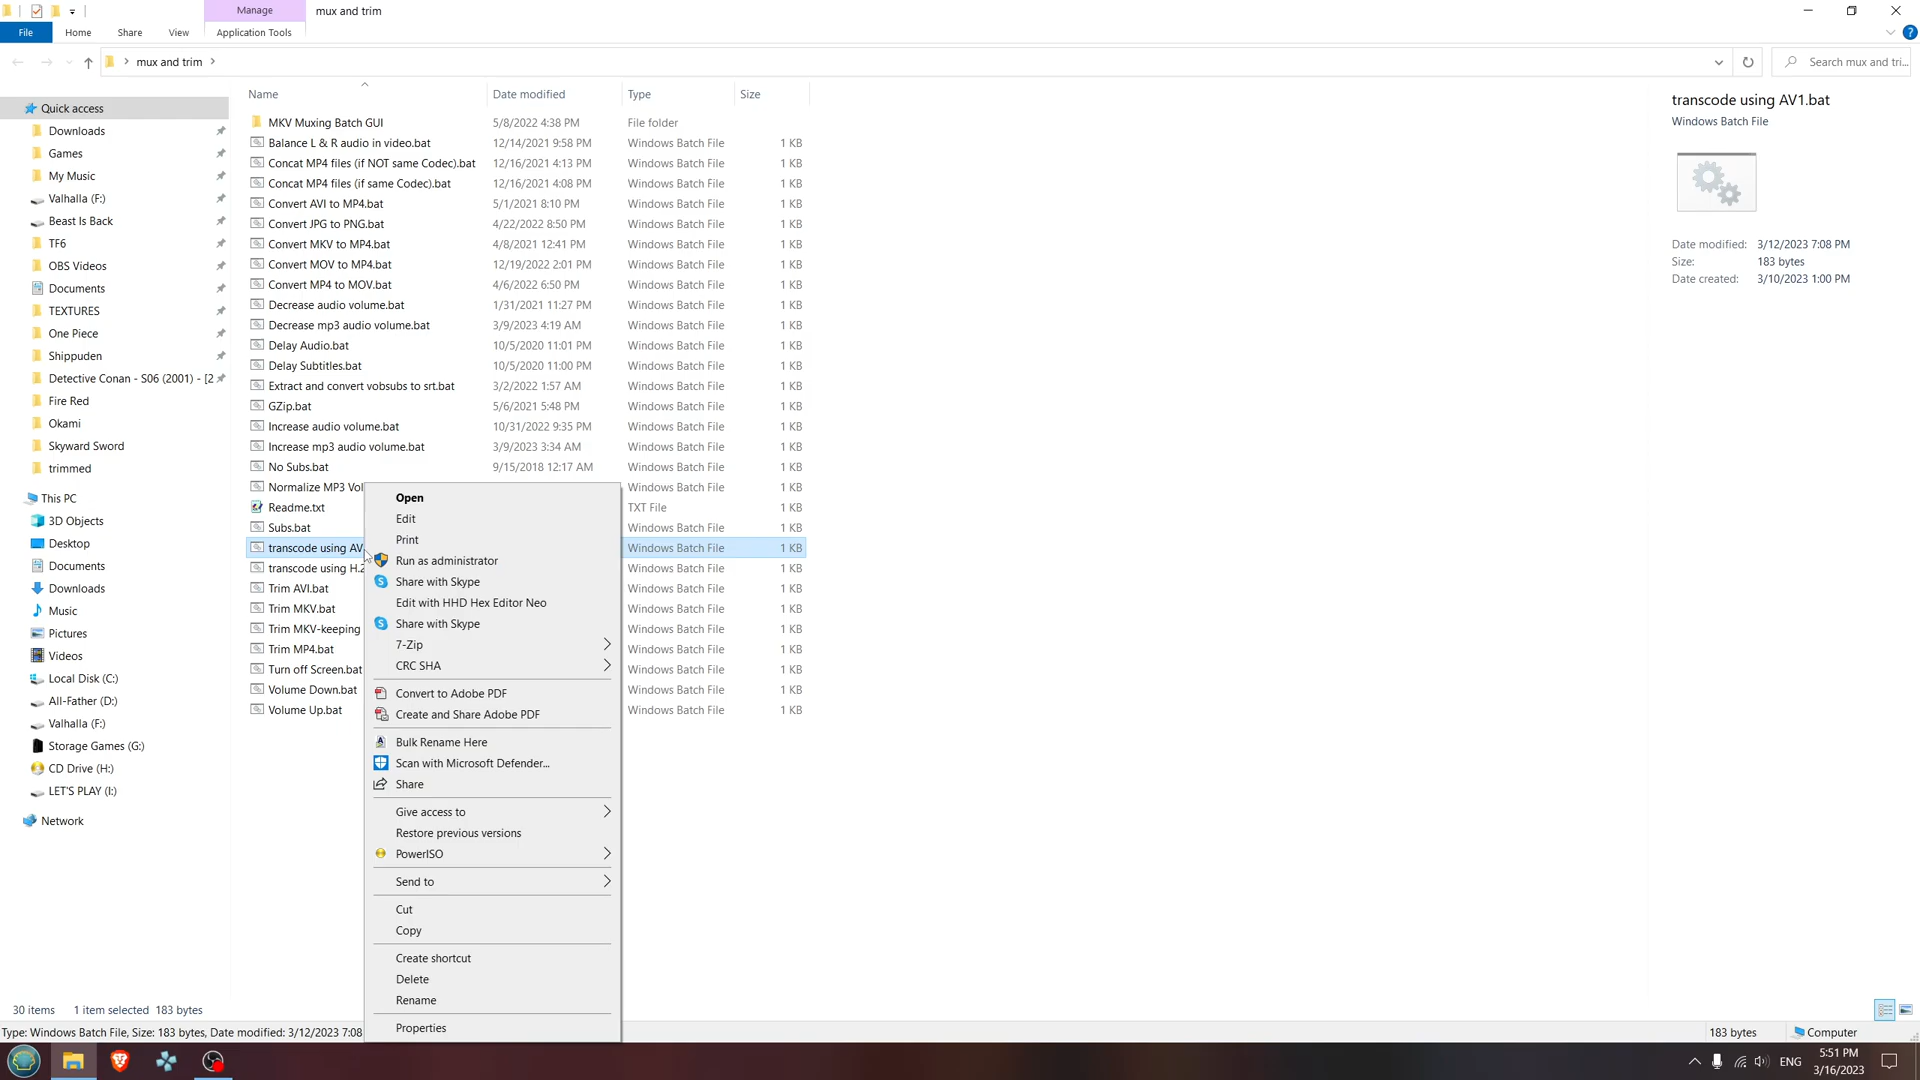 Manage
mux and trim
File
Home
Share
View
Application Tools
mux and trim
Search mux and tri...
Name
Date modified
Type
Size
Quick access
Downloads
Games
My Music
Valhalla (F:)
Beast Is Back
TF6
OBS Videos
Documents
TEXTURES
One Piece
Shippuden
Detective Conan - S06 (2001) - [2
Fire Red
Okami
Skyward Sword
trimmed
This PC
3D Objects
Desktop
Documents
Downloads
Music
Pictures
Videos
Local Disk (C:)
All-Father (D:)
Valhalla (F:)
Storage Games (G:)
CD Drive (H:)
LET'S PLAY (I:)
Network
MKV Muxing Batch GUI 5/8/2022 4:38 PM File folder
Balance L & R audio in video.bat 12/14/2021 9:58 PM Windows Batch File 1 KB
Concat MP4 files (if NOT same Codec).bat 12/16/2021 4:13 PM Windows Batch File 1 KB
Concat MP4 files (if same Codec).bat 12/16/2021 4:08 PM Windows Batch File 1 KB
Convert AVI to MP4.bat 5/1/2021 8:10 PM Windows Batch File 1 KB
Convert JPG to PNG.bat 4/22/2022 8:50 PM Windows Batch File 1 KB
Convert MKV to MP4.bat 4/8/2021 12:41 PM Windows Batch File 1 KB
Convert MOV to MP4.bat 12/19/2022 2:01 PM Windows Batch File 1 KB
Convert MP4 to MOV.bat 4/6/2022 6:50 PM Windows Batch File 1 KB
Decrease audio volume.bat 1/31/2021 11:27 PM Windows Batch File 1 KB
Decrease mp3 audio volume.bat 3/9/2023 4:19 AM Windows Batch File 1 KB
Delay Audio.bat 10/5/2020 11:01 PM Windows Batch File 1 KB
Delay Subtitles.bat 10/5/2020 11:00 PM Windows Batch File 1 KB
Extract and convert vobsubs to srt.bat 3/2/2022 1:57 AM Windows Batch File 1 KB
GZip.bat 5/6/2021 5:48 PM Windows Batch File 1 KB
Increase audio volume.bat 10/31/2022 9:35 PM Windows Batch File 1 KB
Increase mp3 audio volume.bat 3/9/2023 3:34 AM Windows Batch File 1 KB
No Subs.bat 9/15/2018 12:17 AM Windows Batch File 1 KB
Normalize MP3 Vol Windows Batch File 1 KB
Readme.txt TXT File 1 KB
Subs.bat Windows Batch File 1 KB
transcode using AV Windows Batch File 1 KB
transcode using H.2 Windows Batch File 1 KB
Trim AVI.bat Windows Batch File 1 KB
Trim MKV.bat Windows Batch File 1 KB
Trim MKV-keeping Windows Batch File 1 KB
Trim MP4.bat Windows Batch File 1 KB
Turn off Screen.bat Windows Batch File 1 KB
Volume Down.bat Windows Batch File 1 KB
Volume Up.bat Windows Batch File 1 KB
Open
Edit
Print
Run as administrator
Share with Skype
Edit with HHD Hex Editor Neo
Share with Skype
7-Zip
CRC SHA
Convert to Adobe PDF
Create and Share Adobe PDF
Bulk Rename Here
Scan with Microsoft Defender...
Share
Give access to
Restore previous versions
PowerISO
Send to
Cut
Copy
Create shortcut
Delete
Rename
Properties
transcode using AV1.bat
Windows Batch File
Date modified: 3/12/2023 7:08 PM
Size: 183 bytes
Date created: 3/10/2023 1:00 PM
30 items 1 item selected 183 bytes
Type: Windows Batch File, Size: 183 bytes, Date modified: 3/12/2023 7:08
183 bytes
Computer
ENG
5:51 PM
3/16/2023